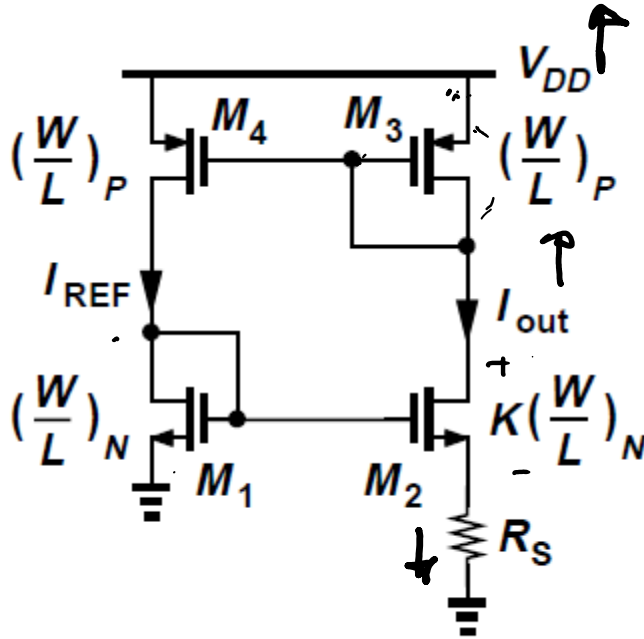 V_DD
M_4 M_3
(W/L)_P (W/L)_P
I_REF I_out
(W/L)_N K(W/L)_N
M_1 M_2
R_S
+
−